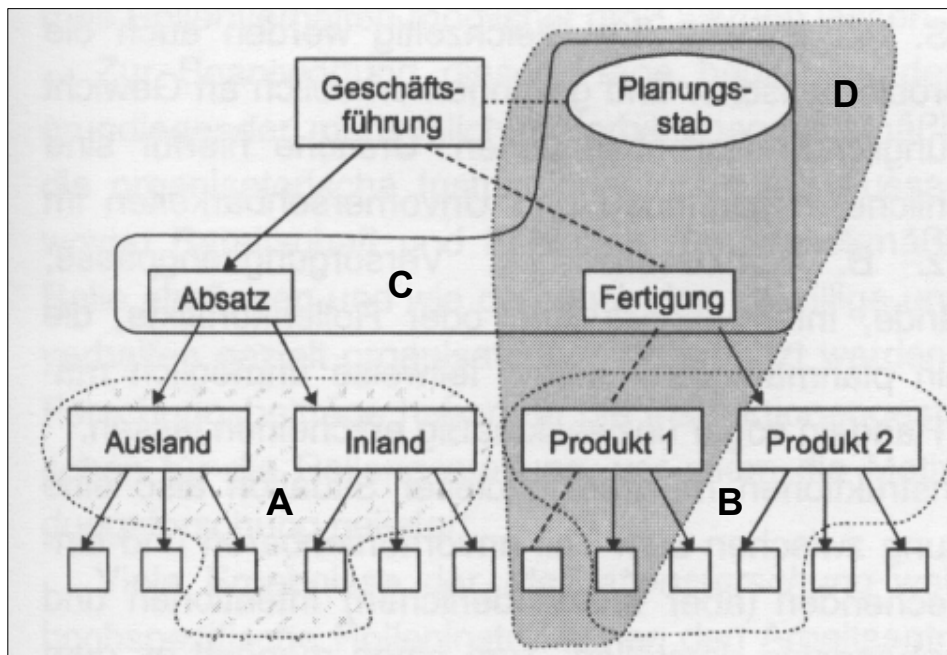 Geschäfts-
führung
Planungs-
stab
D
C
Absatz
Fertigung
Ausland
Inland
Produkt 1
Produkt 2
A
B